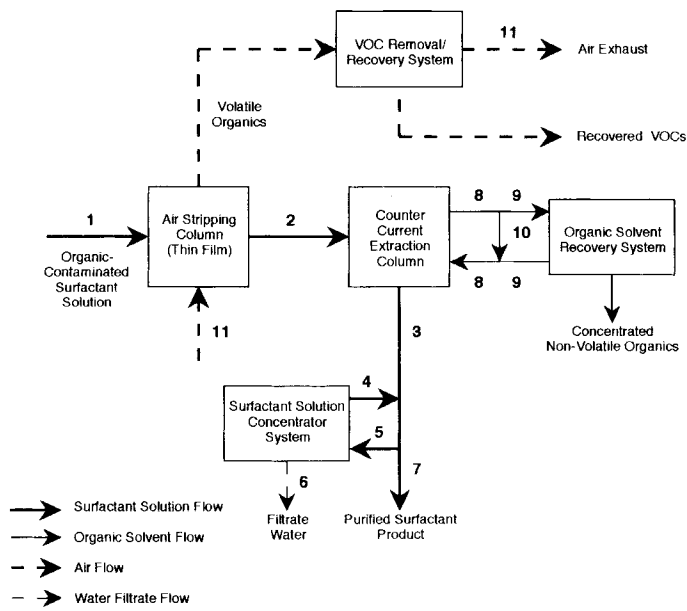 VOC Removal/
Recovery System
11
Air Exhaust
Volatile
Organics
Recovered VOCs
1
Air Stripping
Column
(Thin Film)
2
Counter
Current
Extraction
Column
8 9
10
Organic Solvent
Recovery System
Organic-
Contaminated
Surfactant
Solution
8 9
11
3
Concentrated
Non-Volatile Organics
4
Surfactant Solution
Concentrator
System
5
6
7
Filtrate
Water
Purified Surfactant
Product
Surfactant Solution Flow
Organic Solvent Flow
Air Flow
Water Filtrate Flow